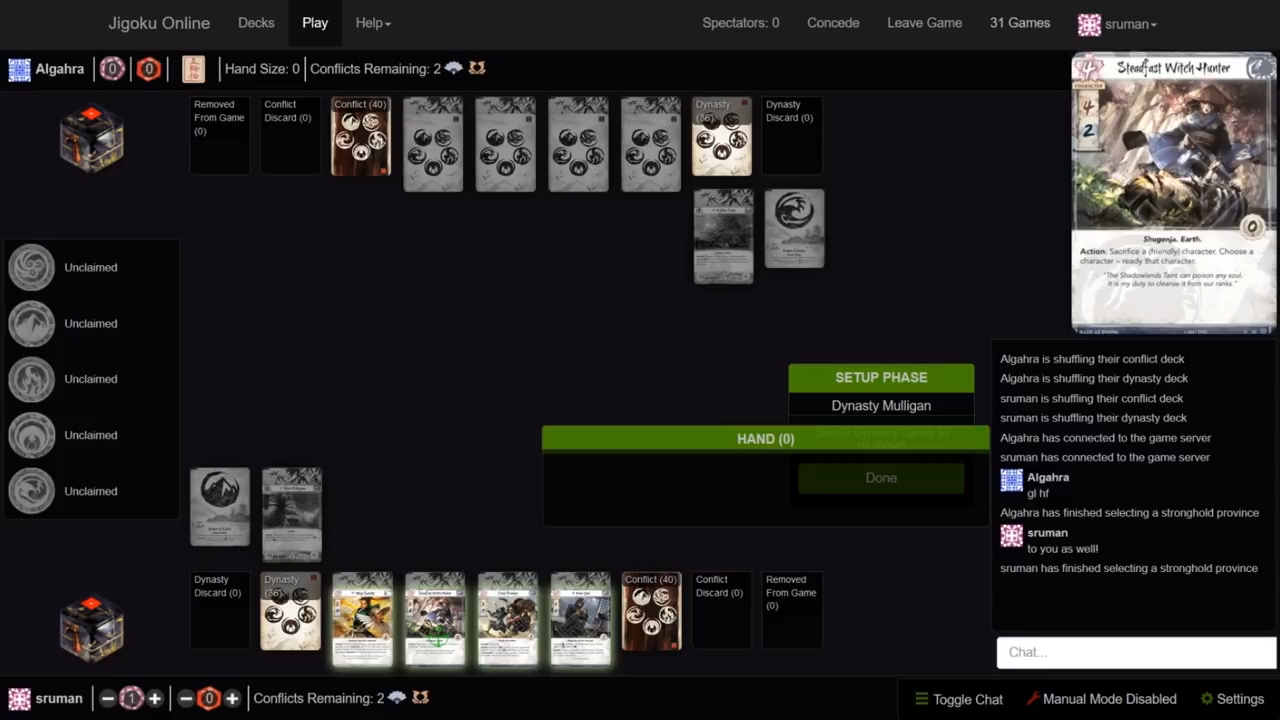 Jigoku Online
Decks
Play
Help
Spectators: 0
Concede
Leave Game
31 Games
sruman
Algahra
0
0
Hand Size: 0
Conflicts Remaining: 2
Removed
From Game
(0)
Conflict
Discard (0)
Conflict (40)
Dynasty
(36)
Dynasty
Discard (0)
4
Steadfast Witch Hunter
CHARACTER
4
2
0
Shugenja. Earth.
Action: Sacrifice a (friendly) character. Choose a
character – ready that character.
"The Shadowlands Taint can poison any soul.
It is my duty to cleanse it from our ranks."
Unclaimed
Unclaimed
Unclaimed
Unclaimed
Unclaimed
SETUP PHASE
Dynasty Mulligan
HAND (0)
Done
Algahra is shuffling their conflict deck
Algahra is shuffling their dynasty deck
sruman is shuffling their conflict deck
sruman is shuffling their dynasty deck
Algahra has connected to the game server
sruman has connected to the game server
Algahra
gl hf
Algahra has finished selecting a stronghold province
sruman
to you as well!
sruman has finished selecting a stronghold province
Chat...
Dynasty
Discard (0)
Dynasty
(36)
Conflict (40)
Conflict
Discard (0)
Removed
From Game
(0)
sruman
1
0
Conflicts Remaining: 2
Toggle Chat
Manual Mode Disabled
Settings